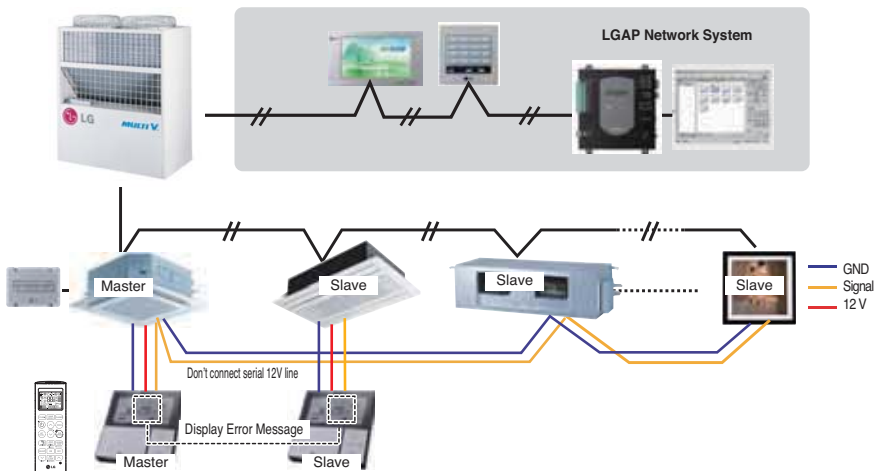 LGAP Network System
LG
MULTI V.
Master
Slave
Slave
Slave
GND
Signal
12 V
Don't connect serial 12V line
Display Error Message
Master
Slave
LG